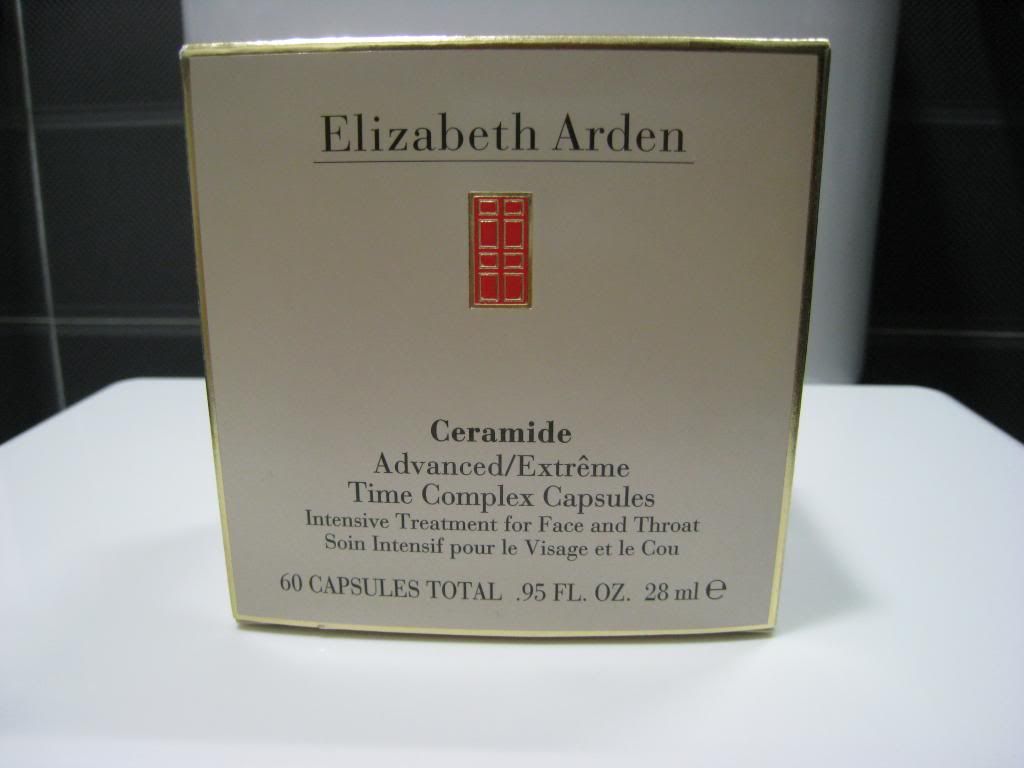 Elizabeth Arden
Ceramide
Advanced/Extrême
Time Complex Capsules
Intensive Treatment for Face and Throat
Soin Intensif pour le Visage et le Cou
60 CAPSULES TOTAL .95 FL. OZ. 28 ml ℮